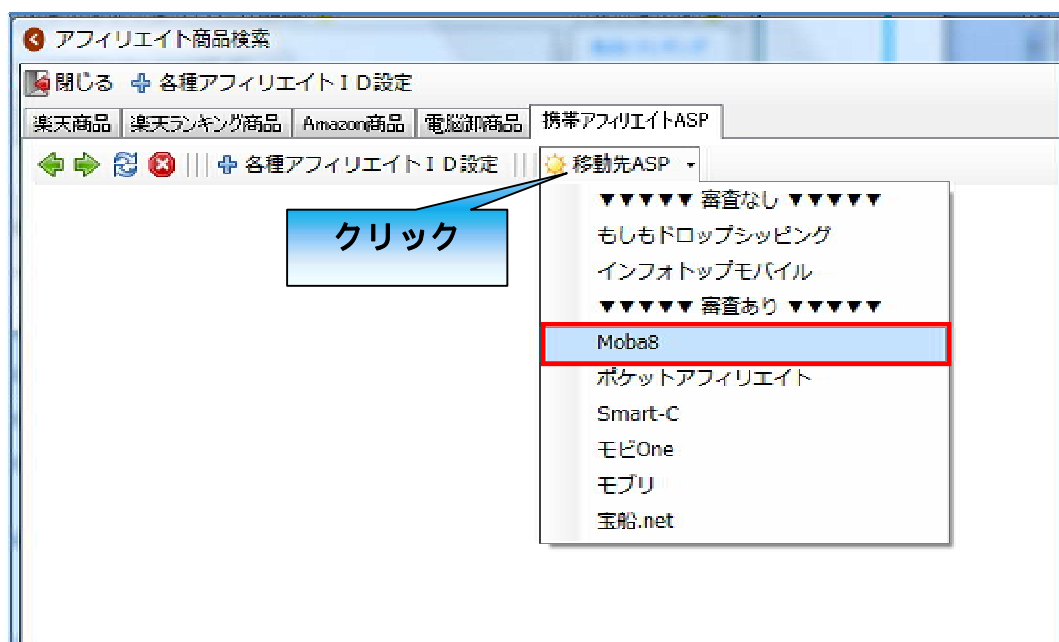 アフィリエイト商品検索
閉じる 各種アフィリエイトＩＤ設定
楽天商品 楽天ランキング商品 Amazon商品 電脳卸商品 携帯アフィリエイトASP
各種アフィリエイトＩＤ設定 移動先ASP
▼▼▼▼▼ 審査なし ▼▼▼▼▼
もしもドロップシッピング
クリック
インフォトップモバイル
▼▼▼▼▼ 審査あり ▼▼▼▼▼
Moba8
ポケットアフィリエイト
Smart-C
モビOne
モブリ
宝船.net